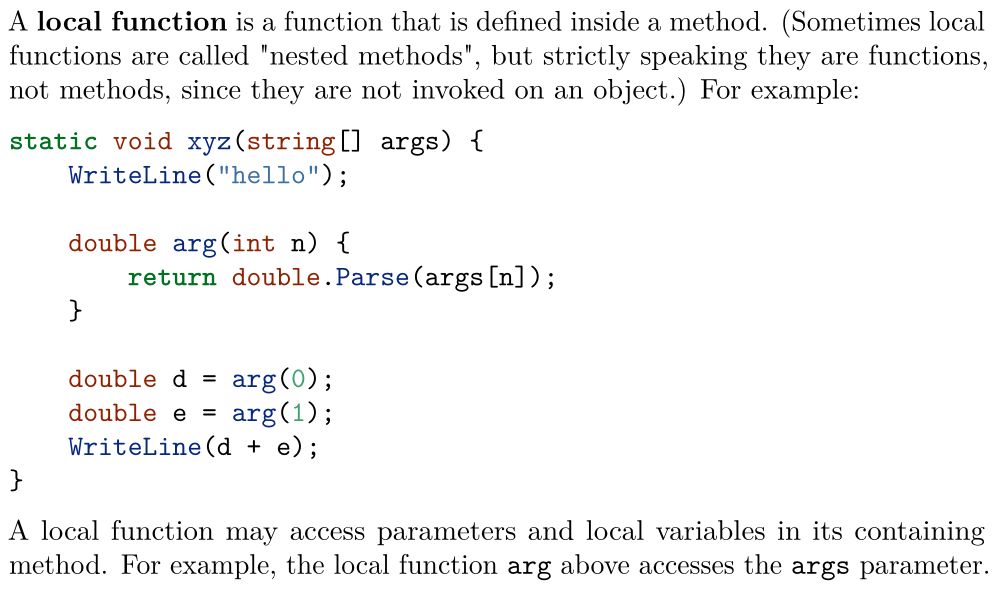 A local function is a function that is defined inside a method. (Sometimes local
functions are called "nested methods", but strictly speaking they are functions,
not methods, since they are not invoked on an object.) For example:
static void xyz(string[] args) {
    WriteLine("hello");

    double arg(int n) {
        return double.Parse(args[n]);
    }

    double d = arg(0);
    double e = arg(1);
    WriteLine(d + e);
}
A local function may access parameters and local variables in its containing
method. For example, the local function arg above accesses the args parameter.